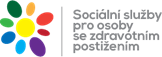 Sociální služby
pro osoby
se zdravotním
postižením